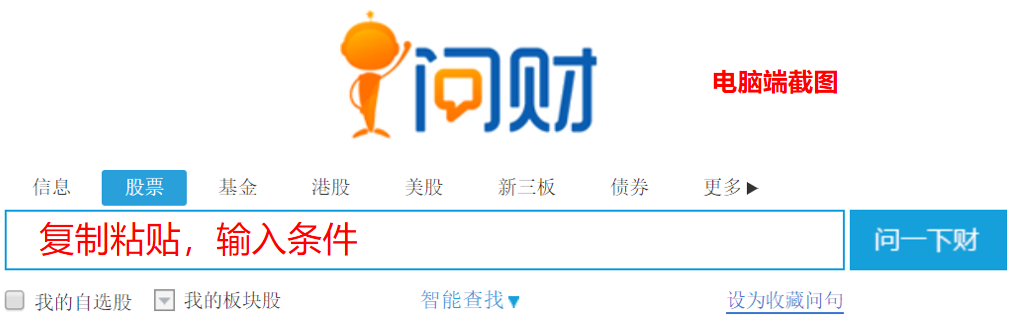 问财
电脑端截图
信息 股票 基金 港股 美股 新三板 债券 更多
复制粘贴，输入条件 问一下财
我的自选股 我的板块股 智能查找 设为收藏问句